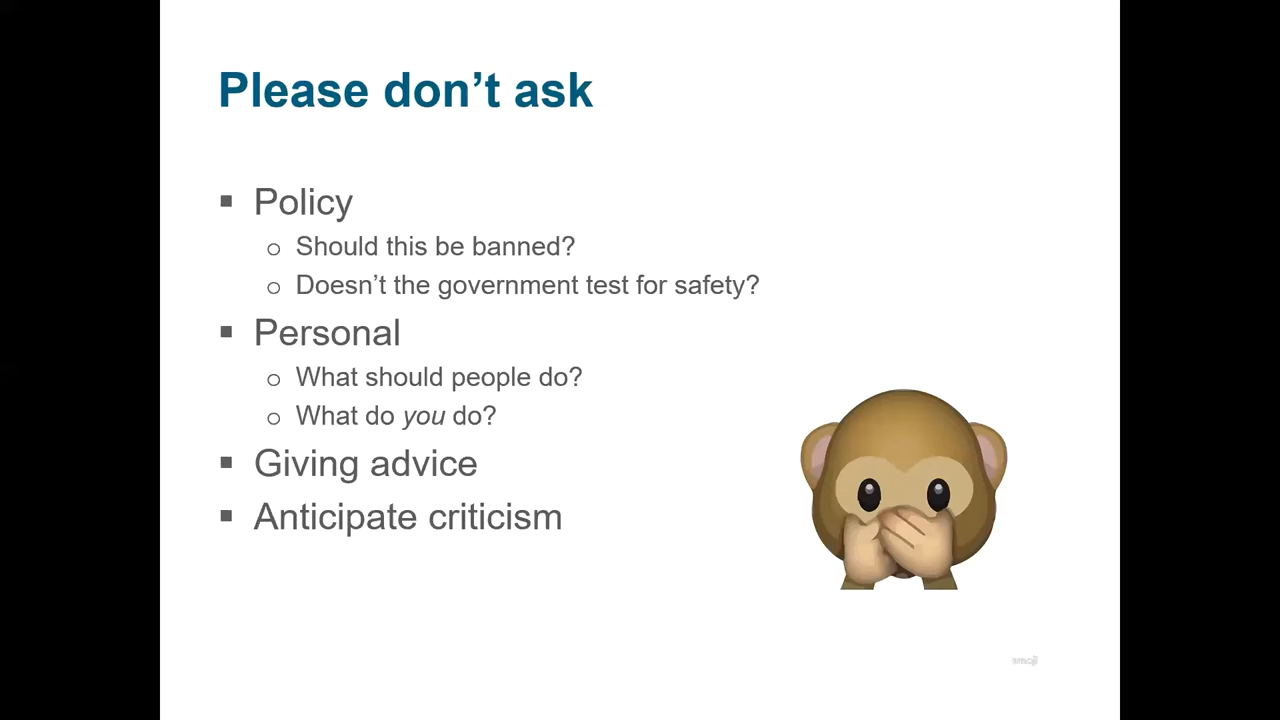 Please don’t ask
▪ Policy
o Should this be banned?
o Doesn’t the government test for safety?
▪ Personal
o What should people do?
o What do you do?
▪ Giving advice
▪ Anticipate criticism
emoji